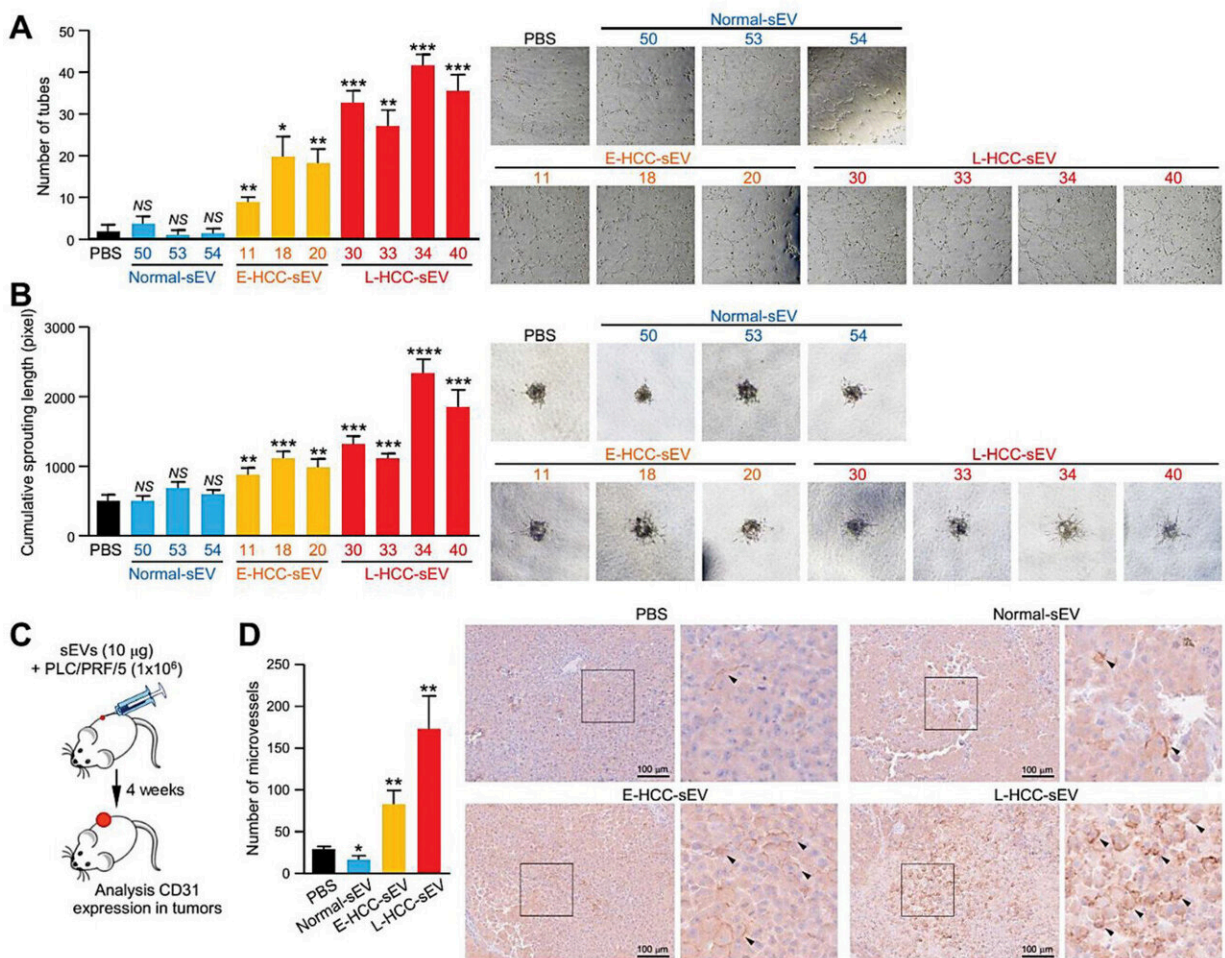 A
Number of tubes
50
40
30
20
10
0
NS
NS
NS
**
*
**
***
**
***
***
PBS
50 53 54
11 18 20
30 33 34 40
Normal-sEV
E-HCC-sEV
L-HCC-sEV
Normal-sEV
PBS
50 53 54
E-HCC-sEV
L-HCC-sEV
11 18 20
30 33 34 40
B
Cumulative sprouting length (pixel)
3000
2000
1000
0
NS
NS
NS
**
***
**
***
***
****
***
PBS
50 53 54
11 18 20
30 33 34 40
Normal-sEV
E-HCC-sEV
L-HCC-sEV
Normal-sEV
PBS
50 53 54
E-HCC-sEV
L-HCC-sEV
11 18 20
30 33 34 40
C
sEVs (10 µg)
+ PLC/PRF/5 (1x10⁶)
4 weeks
Analysis CD31
expression in tumors
D
Number of microvessels
250
200
150
100
50
0
*
**
**
PBS
Normal-sEV
E-HCC-sEV
L-HCC-sEV
PBS
100 µm
Normal-sEV
100 µm
E-HCC-sEV
100 µm
L-HCC-sEV
100 µm